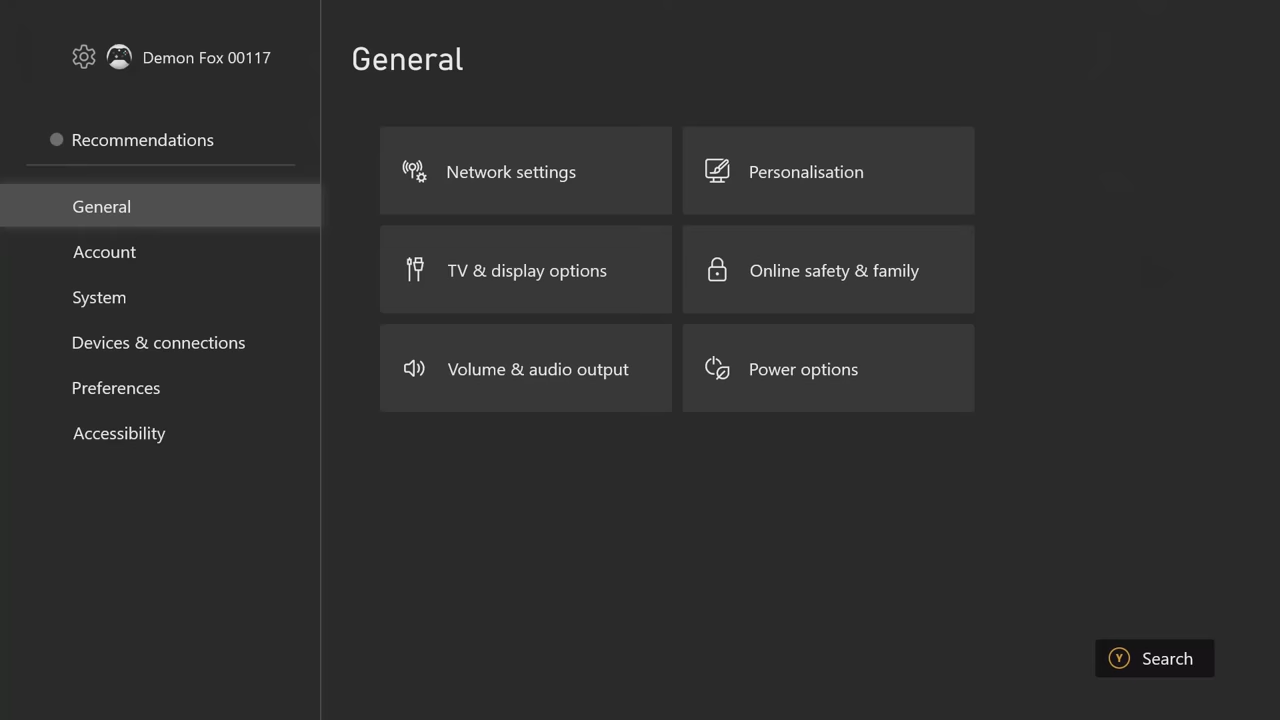 Demon Fox 00117
Recommendations
General
Account
System
Devices & connections
Preferences
Accessibility
General
Network settings
Personalisation
TV & display options
Online safety & family
Volume & audio output
Power options
Y Search